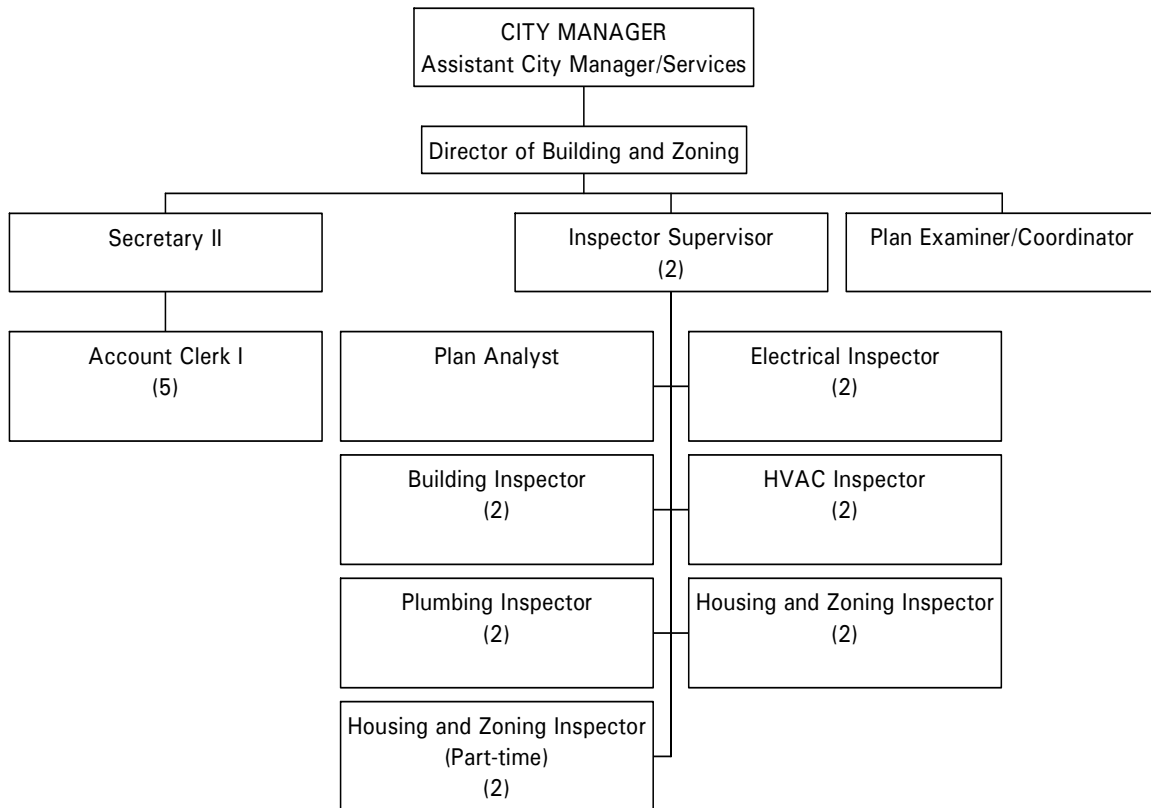 CITY MANAGER
Assistant City Manager/Services
Director of Building and Zoning
Secretary II
Inspector Supervisor
(2)
Plan Examiner/Coordinator
Account Clerk I
(5)
Plan Analyst
Electrical Inspector
(2)
Building Inspector
(2)
HVAC Inspector
(2)
Plumbing Inspector
(2)
Housing and Zoning Inspector
(2)
Housing and Zoning Inspector
(Part-time)
(2)